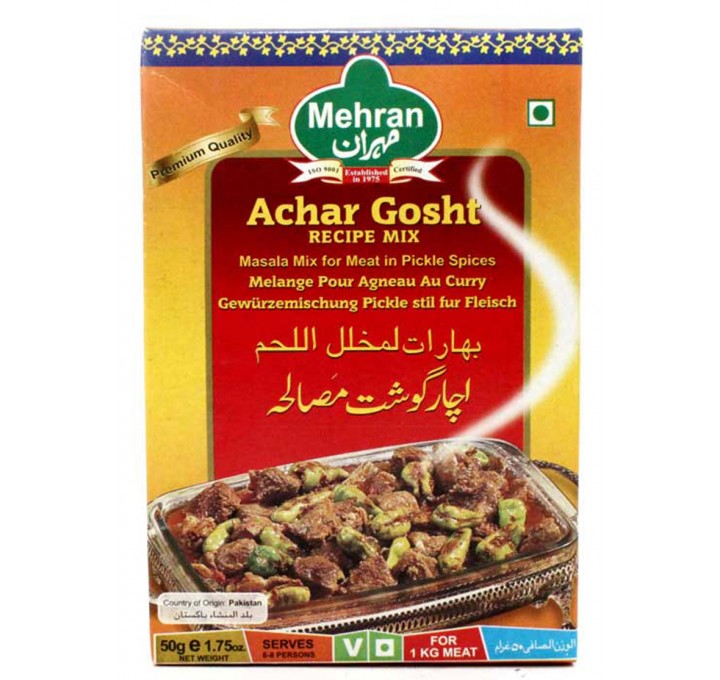 Mehran
مہران
Premium Quality
ISO 9001 Established in 1975 Certified
Achar Gosht
RECIPE MIX
Masala Mix for Meat in Pickle Spices
Melange Pour Agneau Au Curry
Gewürzemischung Pickle stil fur Fleisch
بهارات لمخلل اللحم
اچار گوشت مصالحہ
Country of Origin: Pakistan
بلد المنشاء باكستان
50g e 1.75oz.
NET WEIGHT
SERVES
6-8 PERSONS
V
FOR
1 KG MEAT
الوزن الصافی ۵۰ غرام